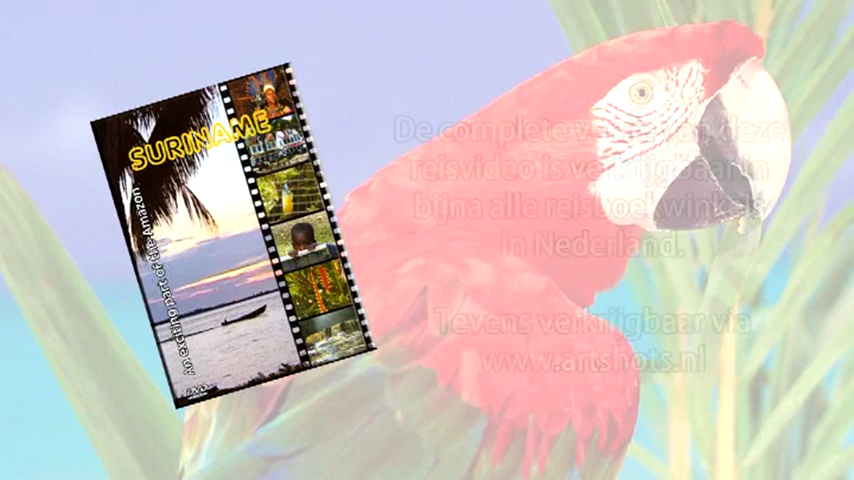 SURINAME
An exciting part of the Amazon
DVD
De complete versie van deze
reisvideo is verkrijgbaar in
bijna alle reisboekwinkels
in Nederland.
Tevens verkrijgbaar via
www.artshots.nl